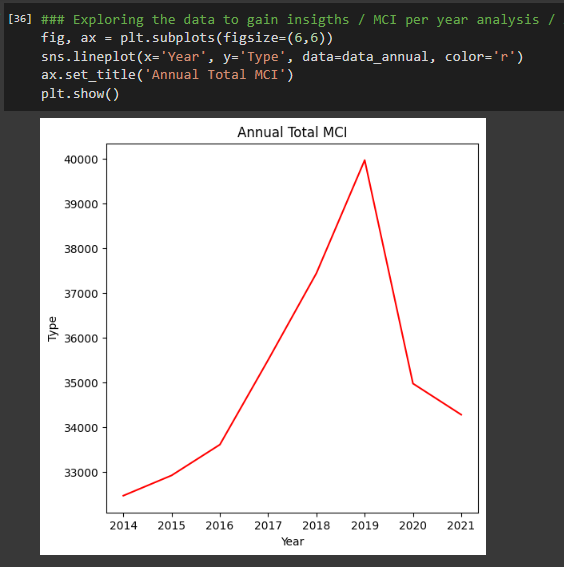 [36] ### Exploring the data to gain insigths / MCI per year analysis /
fig, ax = plt.subplots(figsize=(6,6))
sns.lineplot(x='Year', y='Type', data=data_annual, color='r')
ax.set_title('Annual Total MCI')
plt.show()
Annual Total MCI
40000
39000
38000
37000
36000
35000
34000
33000
Type
2014 2015 2016 2017 2018 2019 2020 2021
Year